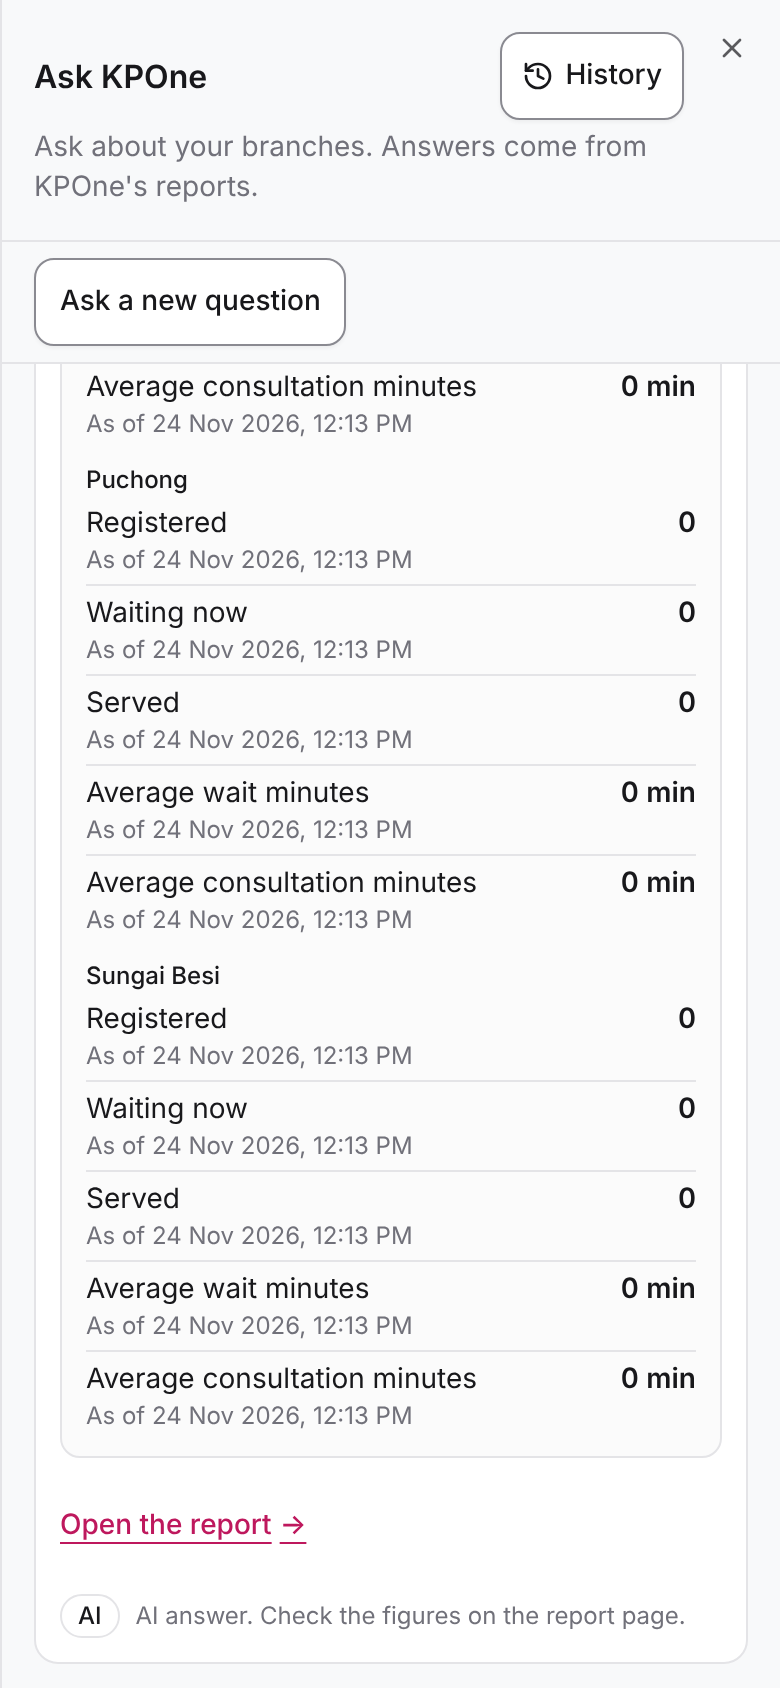 Ask KPOne
History
Ask about your branches. Answers come from
KPOne's reports.
Ask a new question
Average consultation minutes 0 min
As of 24 Nov 2026, 12:13 PM
Puchong
Registered 0
As of 24 Nov 2026, 12:13 PM
Waiting now 0
As of 24 Nov 2026, 12:13 PM
Served 0
As of 24 Nov 2026, 12:13 PM
Average wait minutes 0 min
As of 24 Nov 2026, 12:13 PM
Average consultation minutes 0 min
As of 24 Nov 2026, 12:13 PM
Sungai Besi
Registered 0
As of 24 Nov 2026, 12:13 PM
Waiting now 0
As of 24 Nov 2026, 12:13 PM
Served 0
As of 24 Nov 2026, 12:13 PM
Average wait minutes 0 min
As of 24 Nov 2026, 12:13 PM
Average consultation minutes 0 min
As of 24 Nov 2026, 12:13 PM
Open the report →
AI AI answer. Check the figures on the report page.